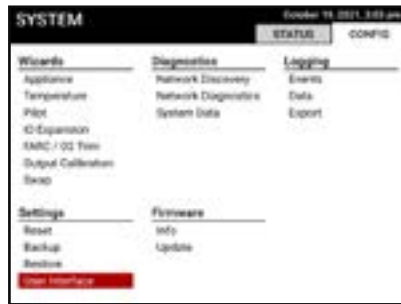 SYSTEM
October 19, 2021, 3:03 pm
STATUS
CONFIG
Wizards
Appliance
Temperature
Pilot
IO Expansion
FARC / O2 Trim
Output Calibration
Swap
Diagnostics
Network Discovery
Network Diagnostics
System Data
Logging
Events
Data
Export
Settings
Reset
Backup
Restore
User Interface
Firmware
Info
Update